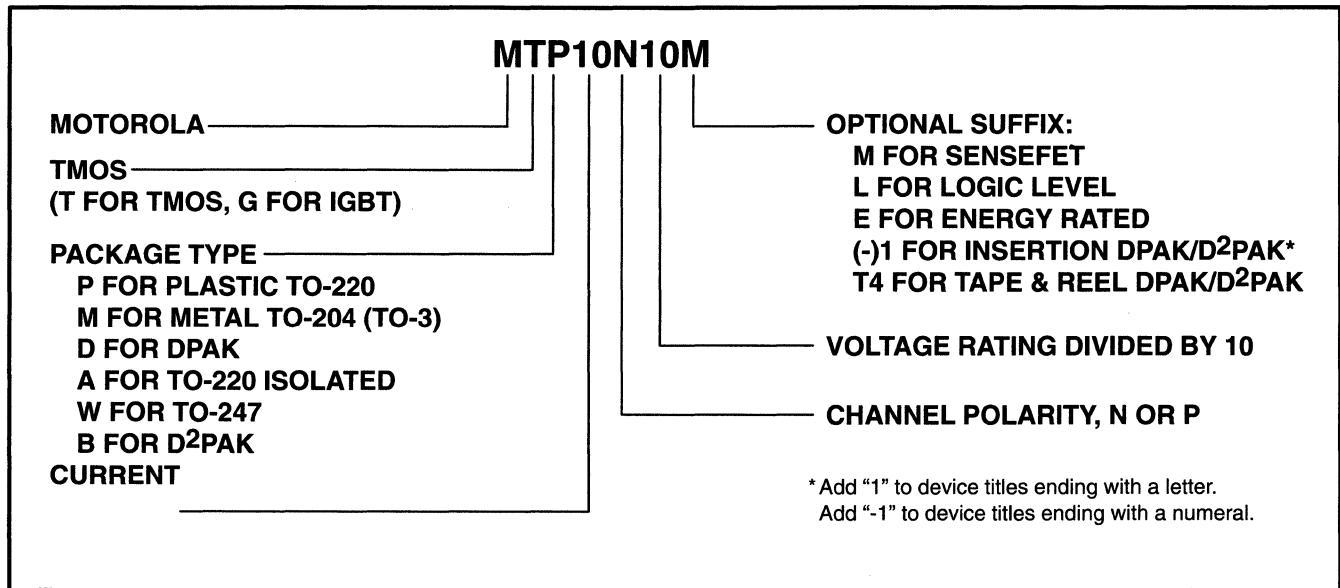 MTP10N10M
MOTOROLA
TMOS
(T FOR TMOS, G FOR IGBT)
PACKAGE TYPE
P FOR PLASTIC TO-220
M FOR METAL TO-204 (TO-3)
D FOR DPAK
A FOR TO-220 ISOLATED
W FOR TO-247
B FOR D2PAK
CURRENT
OPTIONAL SUFFIX:
M FOR SENSEFET
L FOR LOGIC LEVEL
E FOR ENERGY RATED
(-)1 FOR INSERTION DPAK/D2PAK*
T4 FOR TAPE & REEL DPAK/D2PAK
VOLTAGE RATING DIVIDED BY 10
CHANNEL POLARITY, N OR P
*Add "1" to device titles ending with a letter.
Add "-1" to device titles ending with a numeral.